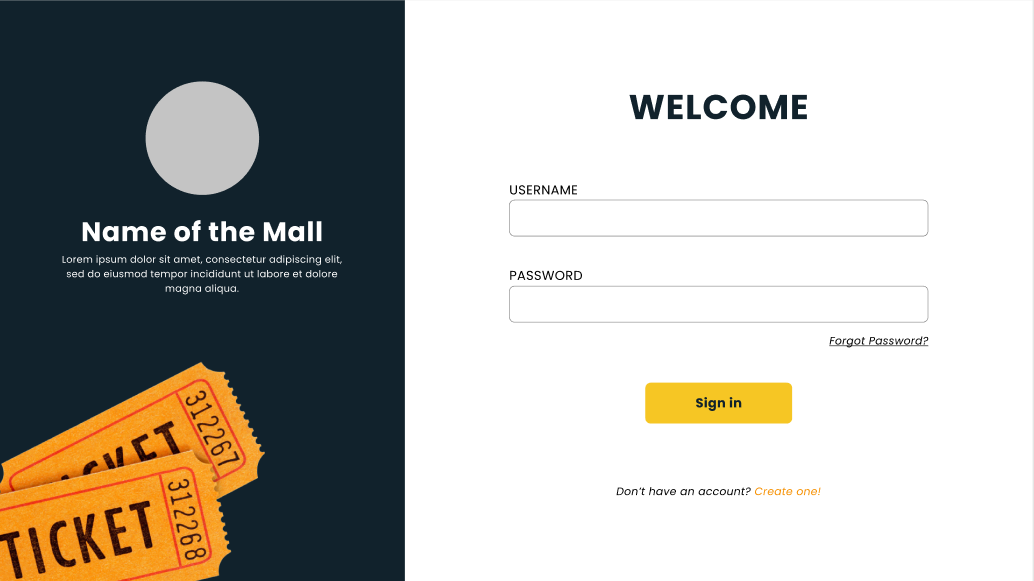 Name of the Mall
Lorem ipsum dolor sit amet, consectetur adipiscing elit,
sed do eiusmod tempor incididunt ut labore et dolore
magna aliqua.
312267
TICKET
312268
WELCOME
USERNAME
PASSWORD
Forgot Password?
Sign in
Don't have an account? Create one!